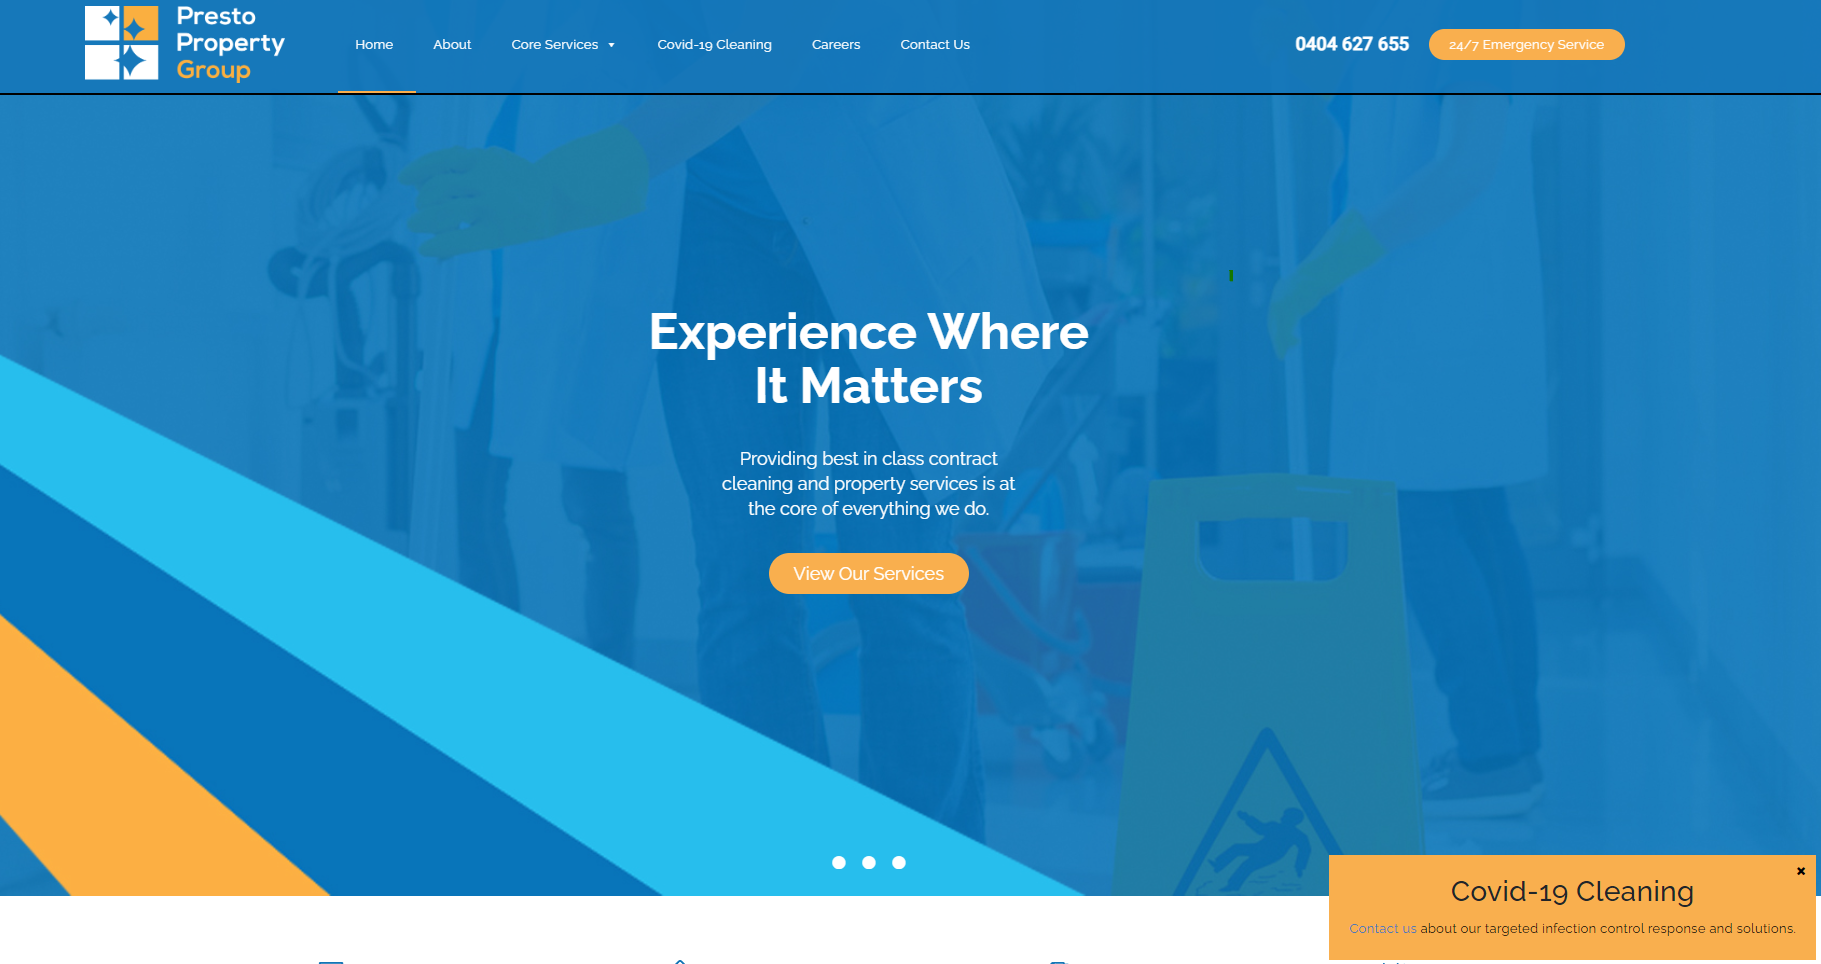 Presto
Property
Group
Home
About
Core Services
Covid-19 Cleaning
Careers
Contact Us
0404 627 655
24/7 Emergency Service
Experience Where
It Matters
Providing best in class contract
cleaning and property services is at
the core of everything we do.
View Our Services
Covid-19 Cleaning
Contact us about our targeted infection control response and solutions.